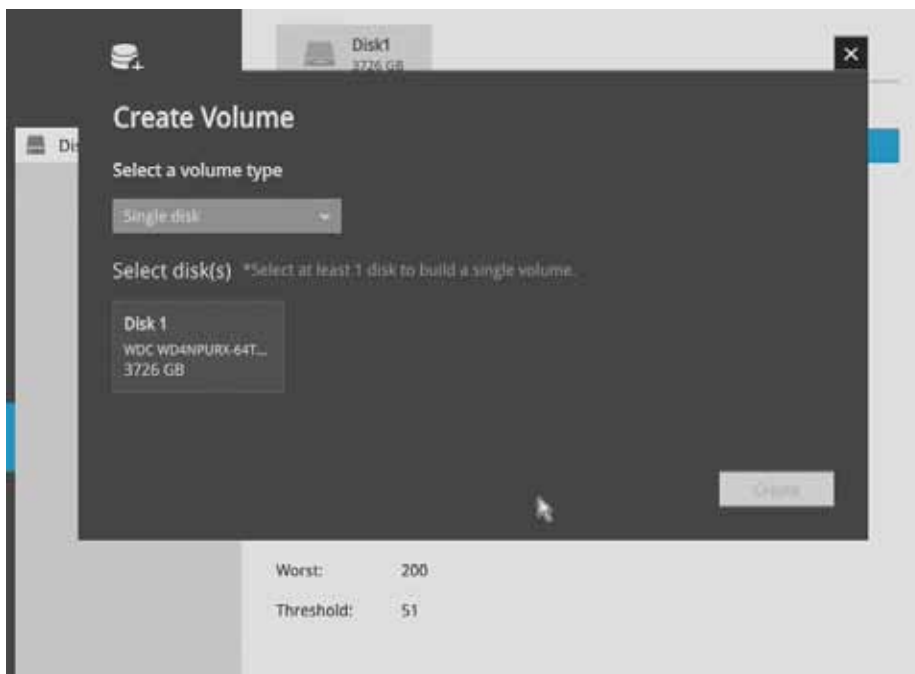 Disk1
3726 GB
Create Volume
Select a volume type
Single disk
Select disk(s) *Select at least 1 disk to build a single volume.
Disk 1
WDC WD4NPURX-64T...
3726 GB
Create
Worst: 200
Threshold: 51